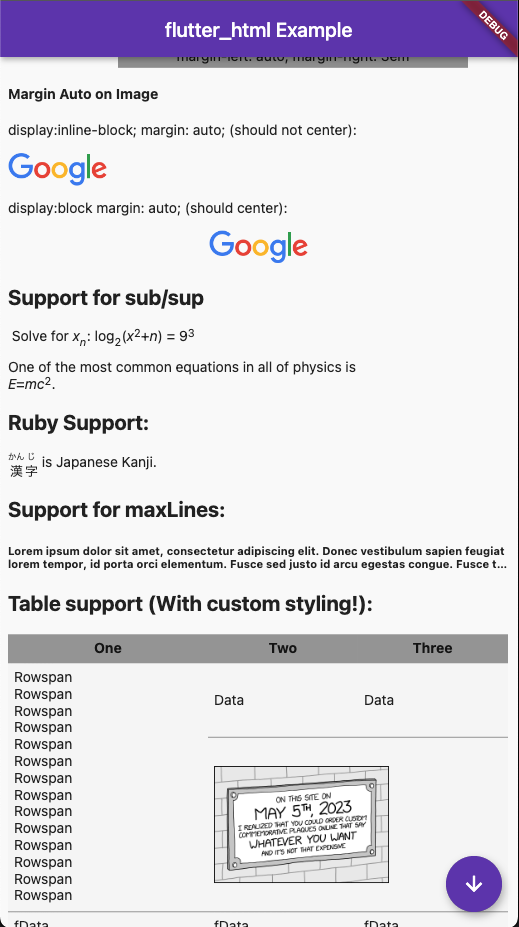 flutter_html Example
DEBUG
margin-left: auto; margin-right: 3em
Margin Auto on Image
display:inline-block; margin: auto; (should not center):
Google
display:block margin: auto; (should center):
Google
Support for sub/sup
Solve for xₙ: log₂(x²+n) = 9³
One of the most common equations in all of physics is
E=mc².
Ruby Support:
かん じ
漢 字 is Japanese Kanji.
Support for maxLines:
Lorem ipsum dolor sit amet, consectetur adipiscing elit. Donec vestibulum sapien feugiat
lorem tempor, id porta orci elementum. Fusce sed justo id arcu egestas congue. Fusce t...
Table support (With custom styling!):
One Two Three
Rowspan
Rowspan
Rowspan
Rowspan
Rowspan
Rowspan
Rowspan
Rowspan
Rowspan
Rowspan
Rowspan
Rowspan
Rowspan
Rowspan
Data Data
ON THIS SITE ON
MAY 5TH, 2023
I REALIZED THAT YOU COULD ORDER CUSTOM
COMMEMORATIVE PLAQUES ONLINE THAT SAY
WHATEVER YOU WANT
AND IT'S NOT THAT EXPENSIVE
fData fData fData